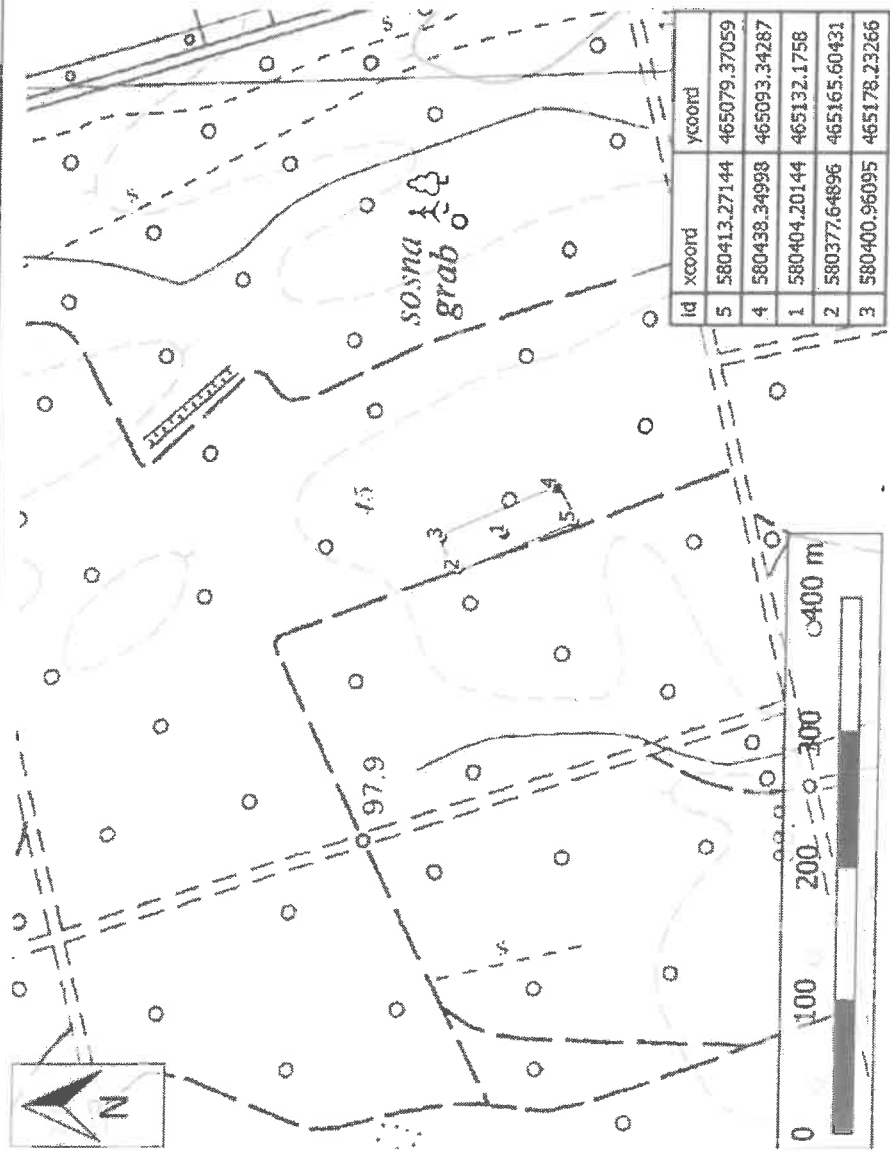 N
s
s
s
97.9
45
sosna
grab
2
3
1
4
5
0 100 200 300 400 m
id xcoord ycoord
5 580413.27144 465079.37059
4 580438.34998 465093.34287
1 580404.20144 465132.1758
2 580377.64896 465165.60431
3 580400.96095 465178.23266